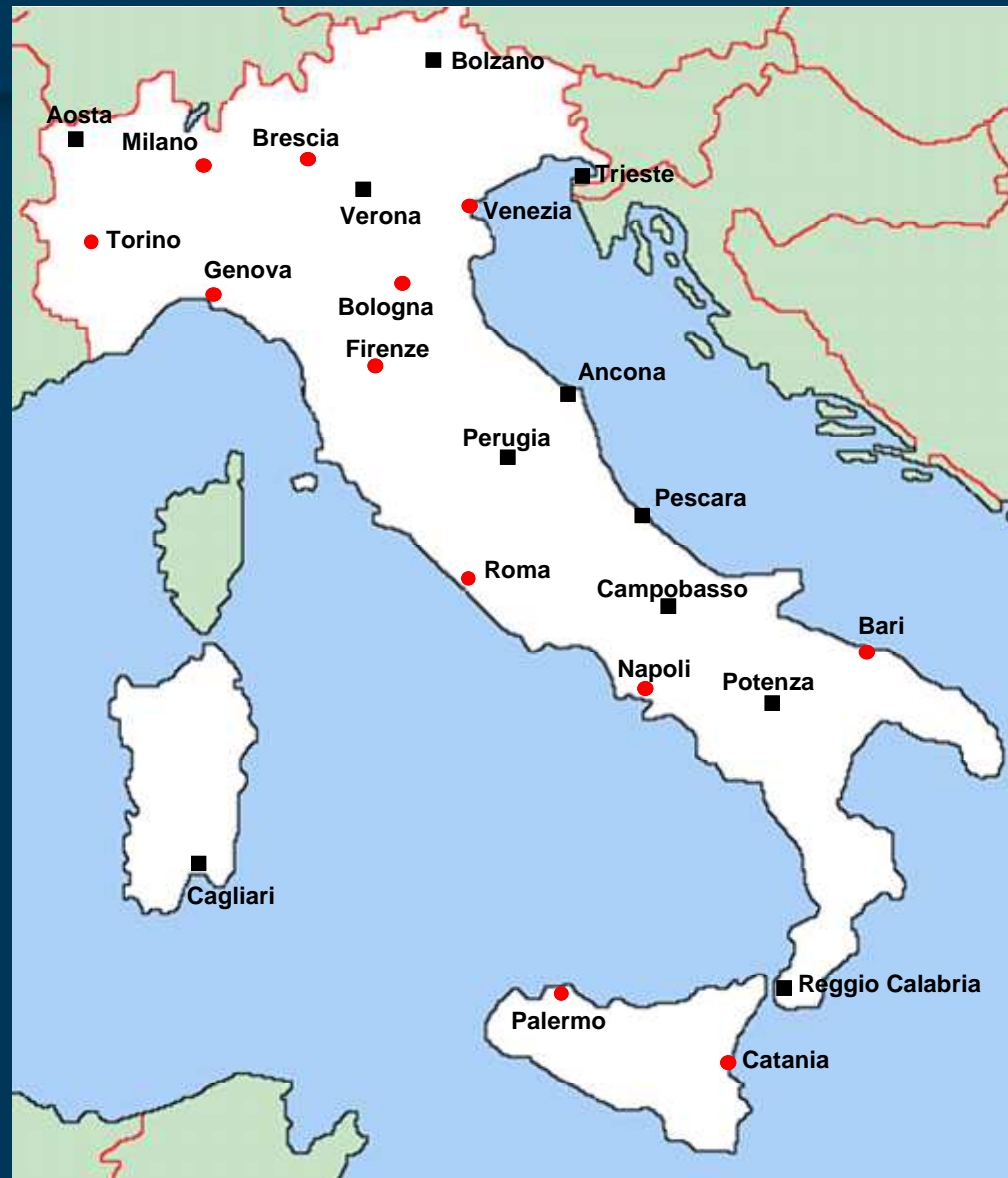 Bolzano
Aosta
Brescia
Milano
Trieste
Verona
Venezia
Torino
Genova
Bologna
Firenze
Ancona
Perugia
Pescara
Roma
Campobasso
Bari
Napoli
Potenza
Cagliari
Reggio Calabria
Palermo
Catania